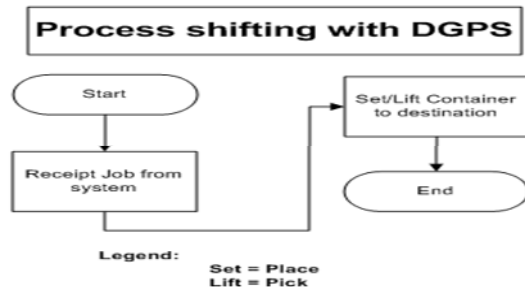 Process shifting with DGPS
Start
Receipt Job from
system
Set/Lift Container
to destination
End
Legend:
Set = Place
Lift = Pick